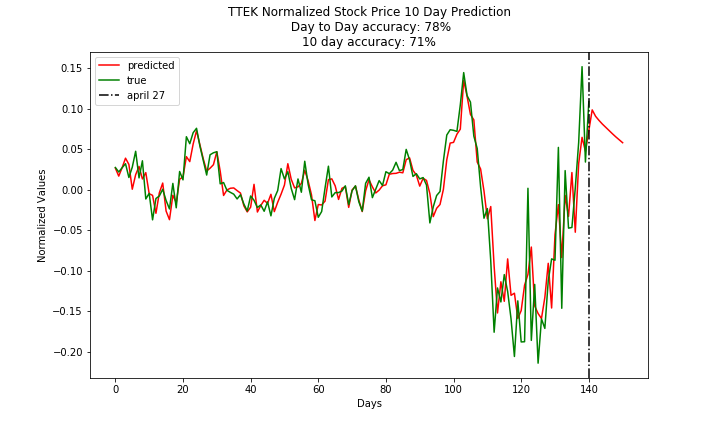 TTEK Normalized Stock Price 10 Day Prediction
Day to Day accuracy: 78%
10 day accuracy: 71%
predicted
true
april 27
0.15
0.10
0.05
0.00
−0.05
−0.10
−0.15
−0.20
Normalized Values
0 20 40 60 80 100 120 140
Days